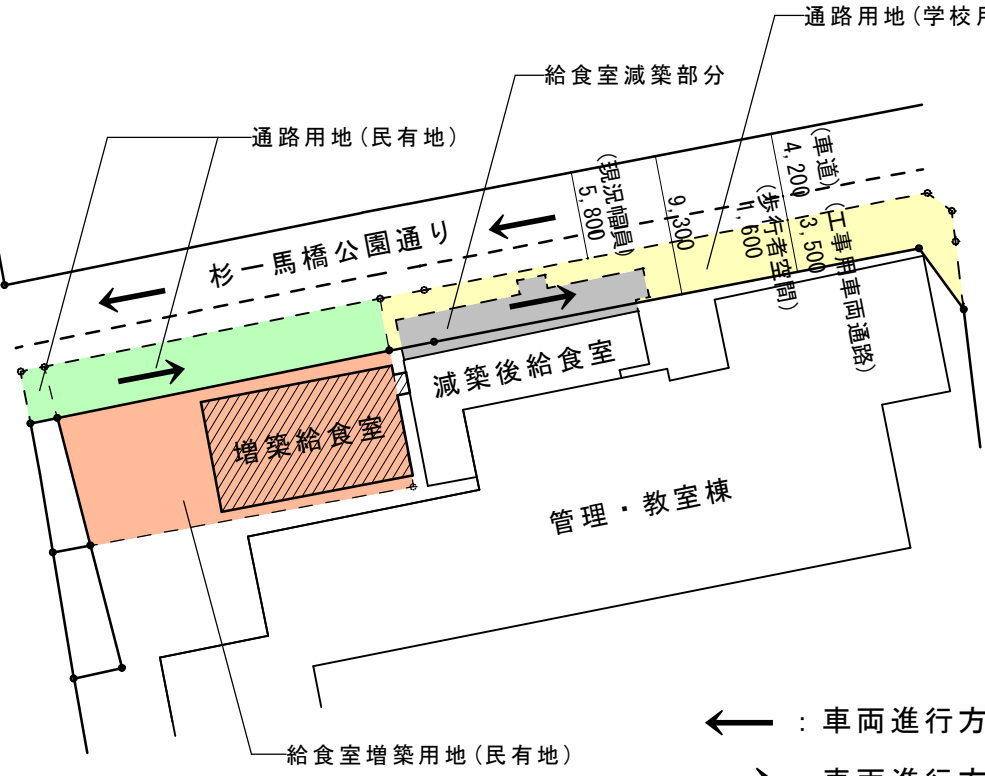 通路用地(学校用
給食室減築部分
通路用地(民有地)
(車道)
4,200
(現況幅員)
5,800
9,300
(歩行者空間)
11,600
(工事用車両通路)
3,500
杉一馬橋公園通り
減築後給食室
増築給食室
管理・教室棟
: 車両進行方
給食室増築用地(民有地)